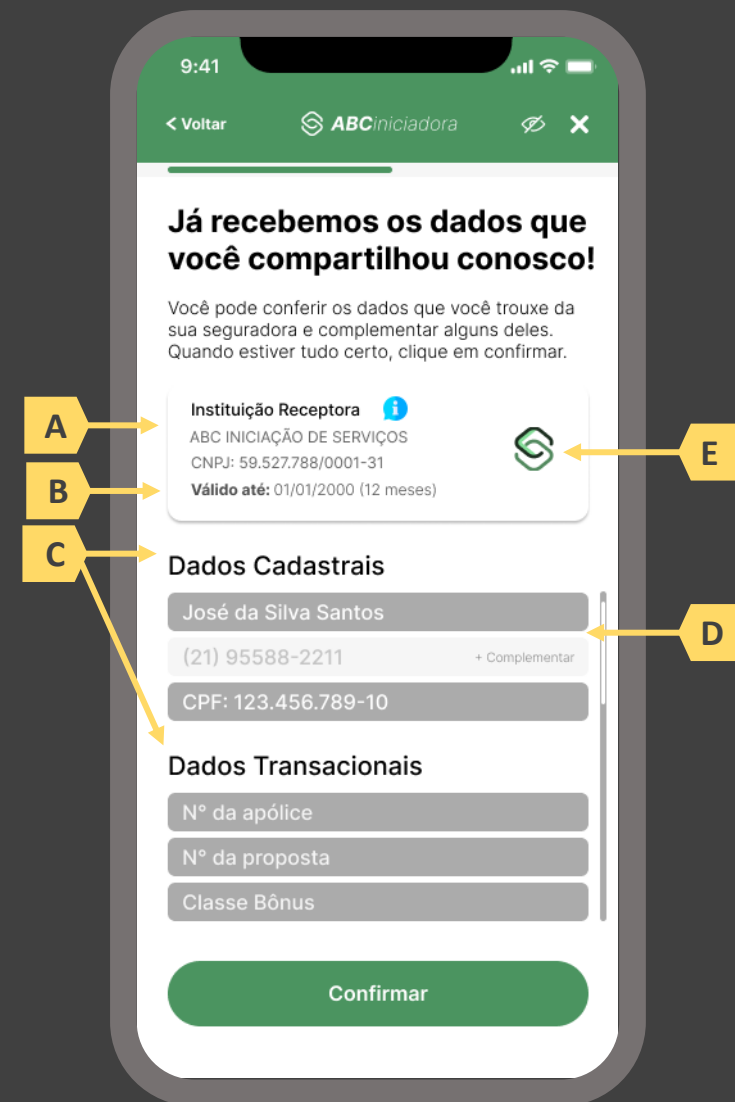 9:41
< Voltar
ABCiniciadora
Já recebemos os dados que
você compartilhou conosco!
Você pode conferir os dados que você trouxe da
sua seguradora e complementar alguns deles.
Quando estiver tudo certo, clique em confirmar.
A
Instituição Receptora
i
ABC INICIAÇÃO DE SERVIÇOS
E
CNPJ: 59.527.788/0001-31
B
Válido até: 01/01/2000 (12 meses)
C
Dados Cadastrais
José da Silva Santos
D
(21) 95588-2211
+ Complementar
CPF: 123.456.789-10
Dados Transacionais
N° da apólice
N° da proposta
Classe Bônus
Confirmar